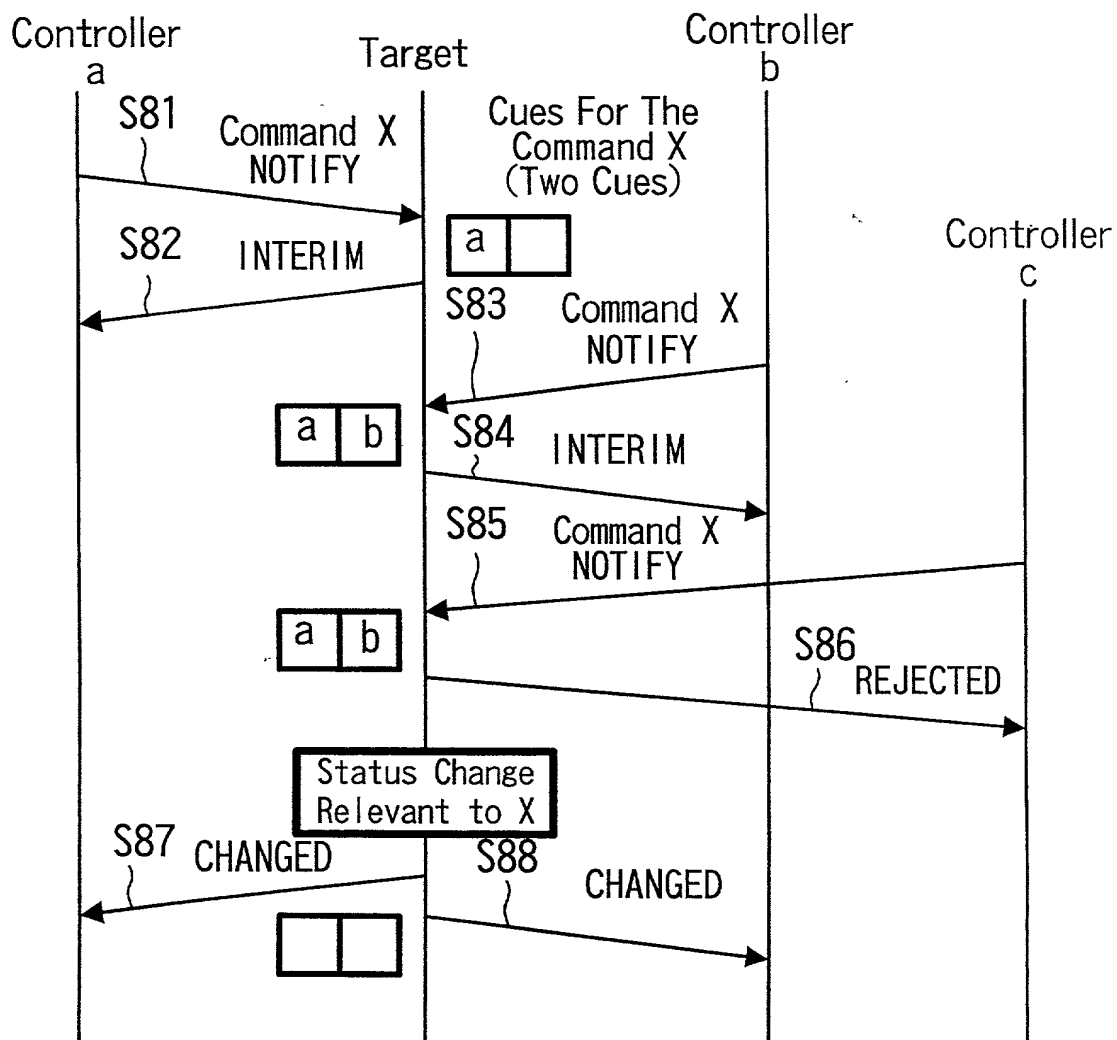 Controller
a
Target
Controller
b
S81
Command X
NOTIFY
Cues For The
Command X
(Two Cues)
a
S82
INTERIM
Controller
c
S83
Command X
NOTIFY
a b
S84
INTERIM
S85
Command X
NOTIFY
a b
S86
REJECTED
Status Change
Relevant to X
S87
CHANGED
S88
CHANGED